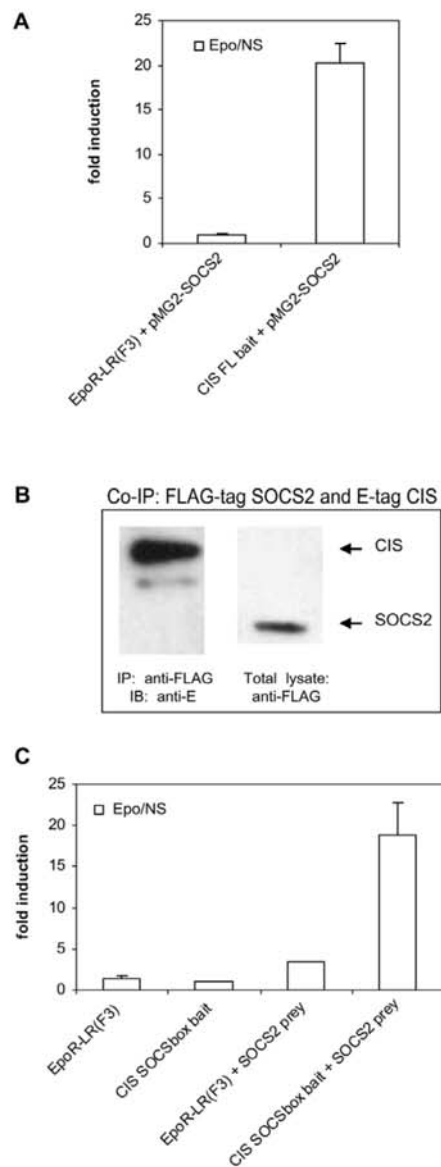 A
Epo/NS
fold induction
25
20
15
10
5
0
EpoR-LR(F3) + pMG2-SOCS2
CIS FL bait + pMG2-SOCS2
B
Co-IP: FLAG-tag SOCS2 and E-tag CIS
CIS
SOCS2
IP: anti-FLAG
IB: anti-E
Total lysate:
anti-FLAG
C
Epo/NS
fold induction
25
20
15
10
5
0
EpoR-LR(F3)
CIS SOCSbox bait
EpoR-LR(F3) + SOCS2 prey
CIS SOCSbox bait + SOCS2 prey